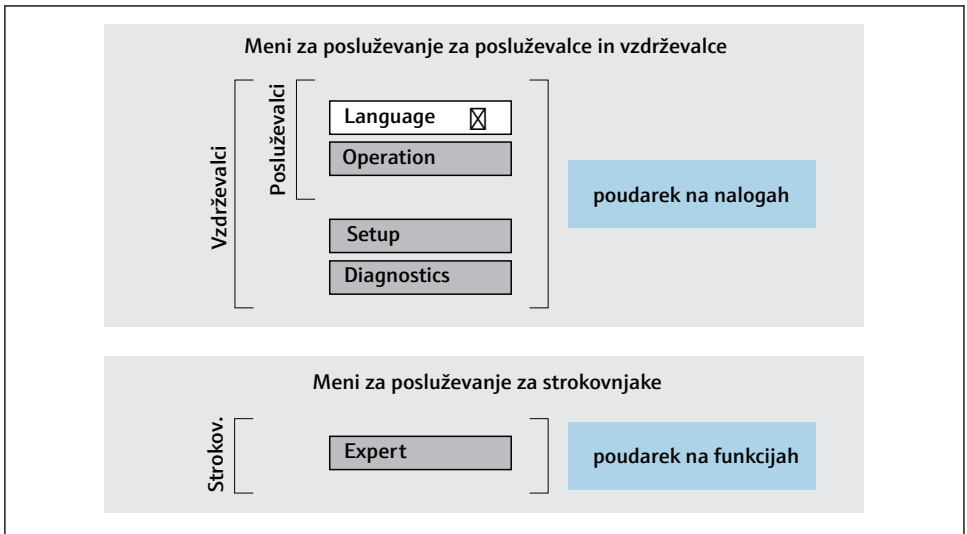 Meni za posluževanje za posluževalce in vzdrževalce
Vzdrževalci
Posluževalci
Language
Operation
Setup
Diagnostics
poudarek na nalogah
Meni za posluževanje za strokovnjake
Strokov.
Expert
poudarek na funkcijah